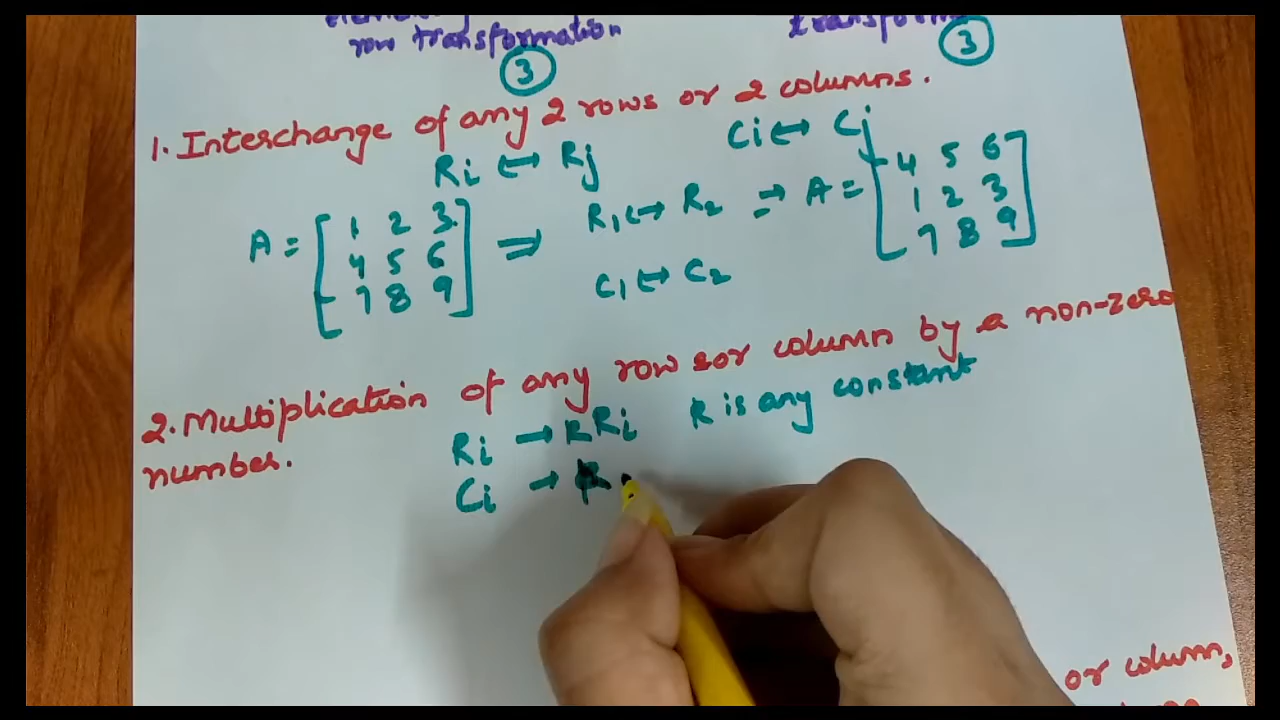 row transformation
3 3
1. Interchange of any 2 rows or 2 columns.
Ri ↔ Rj Ci ↔ Cj
A = [1 2 3 ⇒ R1 ↔ R2 ⇒ A = [4 5 6
4 5 6 1 2 3
7 8 9] C1 ↔ C2 7 8 9]
2. Multiplication of any row sor column by a non-zero
number. Ri → kRi k is any constant
Ci → k
or column,